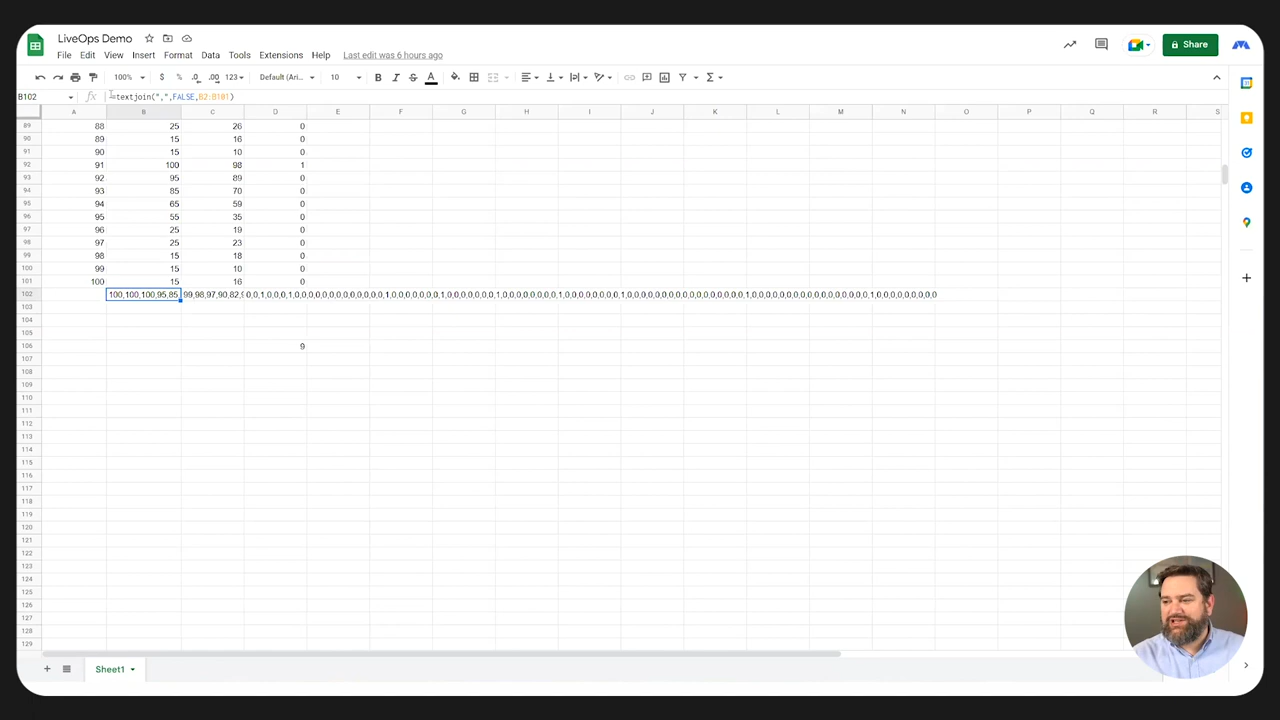 LiveOps Demo
File Edit View Insert Format Data Tools Extensions Help Last edit was 6 hours ago
Share
100% $ % .0 .00 123 Default (Ari... 10 B I S A
B102 fx =textjoin(",",FALSE,B2:B101)
A B C D E F G H I J K L M N O P Q R S
89 88 25 26 0
90 89 15 16 0
91 90 15 10 0
92 91 100 98 1
93 92 95 89 0
94 93 85 70 0
95 94 65 59 0
96 95 55 35 0
97 96 25 19 0
98 97 25 23 0
99 98 15 18 0
100 99 15 10 0
101 100 15 16 0
102 100,100,100,95,85, 99,98,97,90,82,
103
104
105
106 9
107
108
109
110
111
112
113
114
115
116
117
118
119
120
121
122
123
124
125
126
127
128
129
Sheet1